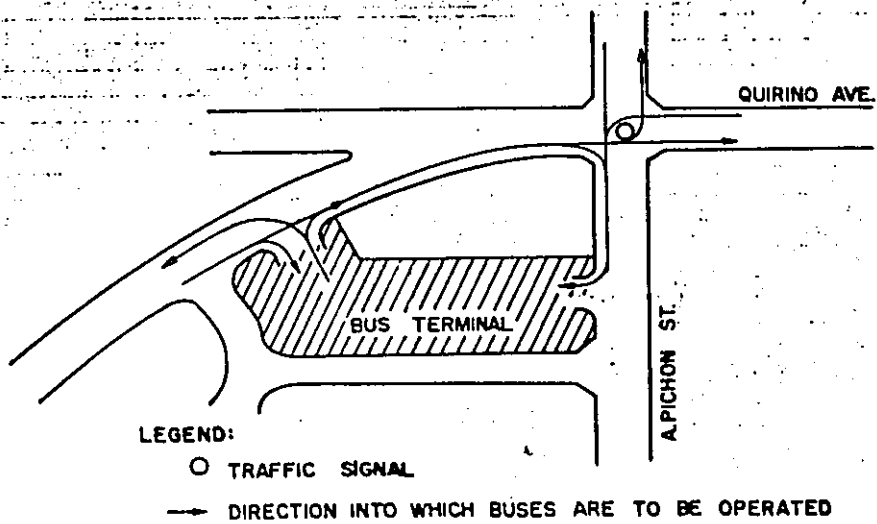 QUIRINO AVE.
BUS TERMINAL
A.PICHON ST.
LEGEND:
TRAFFIC SIGNAL
DIRECTION INTO WHICH BUSES ARE TO BE OPERATED